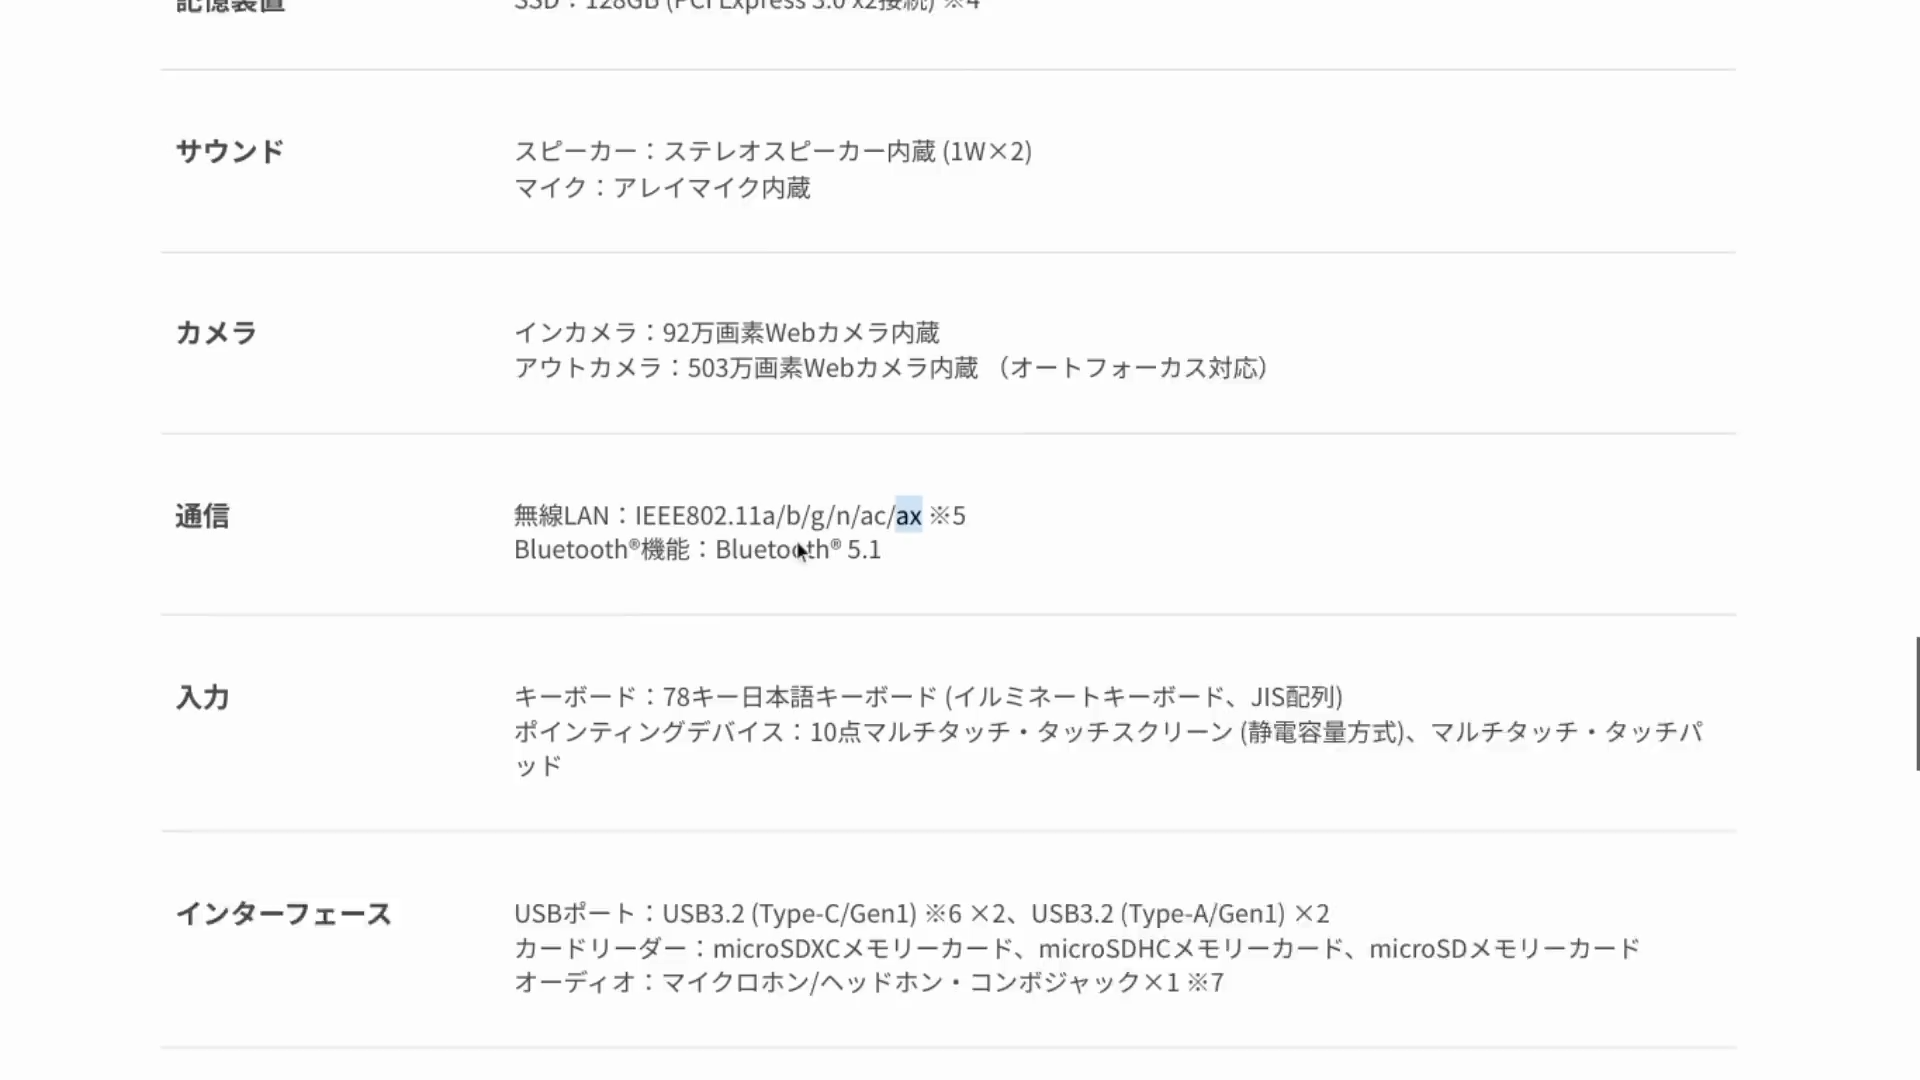 記憶装置
SSD：128GB (PCI Express 3.0 x2接続) ※4
サウンド
スピーカー：ステレオスピーカー内蔵 (1W×2)
マイク：アレイマイク内蔵
カメラ
インカメラ：92万画素Webカメラ内蔵
アウトカメラ：503万画素Webカメラ内蔵 （オートフォーカス対応）
通信
無線LAN：IEEE802.11a/b/g/n/ac/ax ※5
Bluetooth®機能：Bluetooth® 5.1
入力
キーボード：78キー日本語キーボード (イルミネートキーボード、JIS配列)
ポインティングデバイス：10点マルチタッチ・タッチスクリーン (静電容量方式)、マルチタッチ・タッチパ
ッド
インターフェース
USBポート：USB3.2 (Type-C/Gen1) ※6 ×2、USB3.2 (Type-A/Gen1) ×2
カードリーダー：microSDXCメモリーカード、microSDHCメモリーカード、microSDメモリーカード
オーディオ：マイクロホン/ヘッドホン・コンボジャック×1 ※7